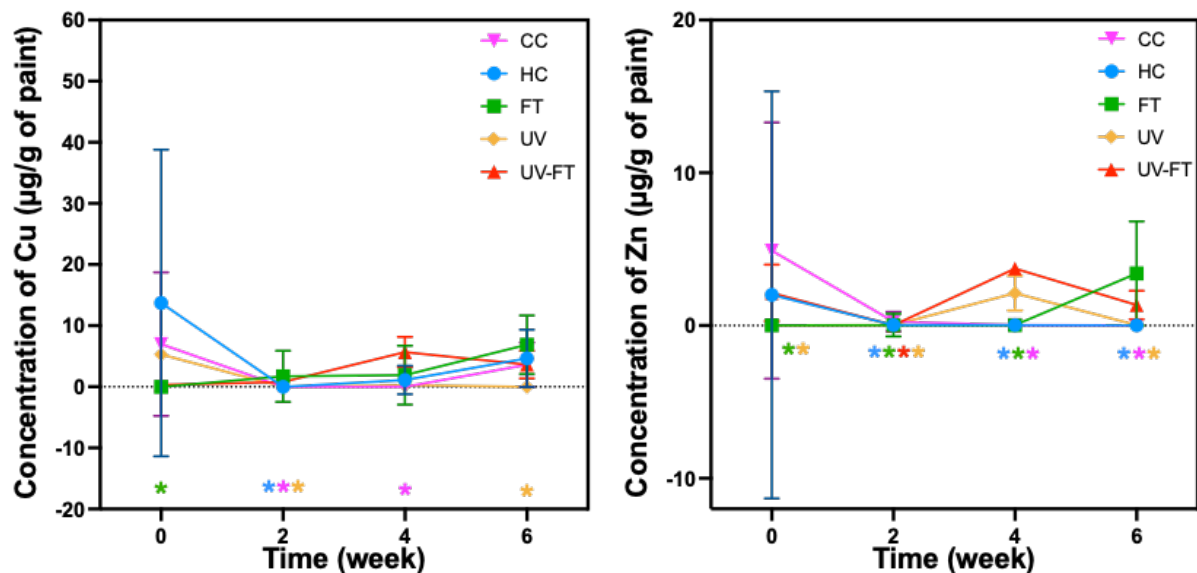 Concentration of Cu (µg/g of paint)
60
50
40
30
20
10
0
-10
-20
CC
HC
FT
UV
UV-FT
*
***
*
*
0 2 4 6
Time (week)
Concentration of Zn (µg/g of paint)
20
10
0
-10
CC
HC
FT
UV
UV-FT
**
****
***
***
0 2 4 6
Time (week)